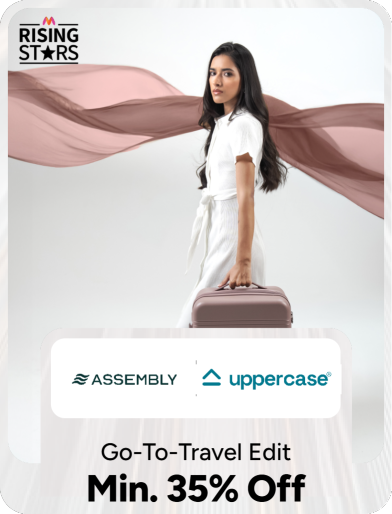 RISING
STARS
ASSEMBLY
uppercase®
Go-To-Travel Edit
Min. 35% Off